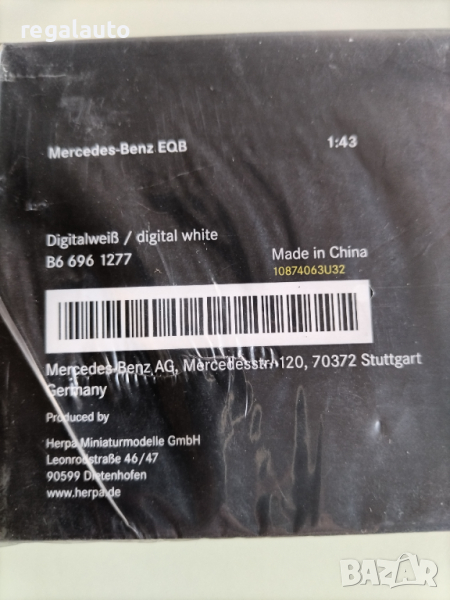 regalauto
Mercedes-Benz EQB 1:43
Digitalweiß / digital white
B6 696 1277 Made in China
10874063U32
Mercedes-Benz AG, Mercedesstr. 120, 70372 Stuttgart
Germany
Produced by
Herpa Miniaturmodelle GmbH
Leonrodstraße 46/47
90599 Dietenhofen
www.herpa.de
BAZAR